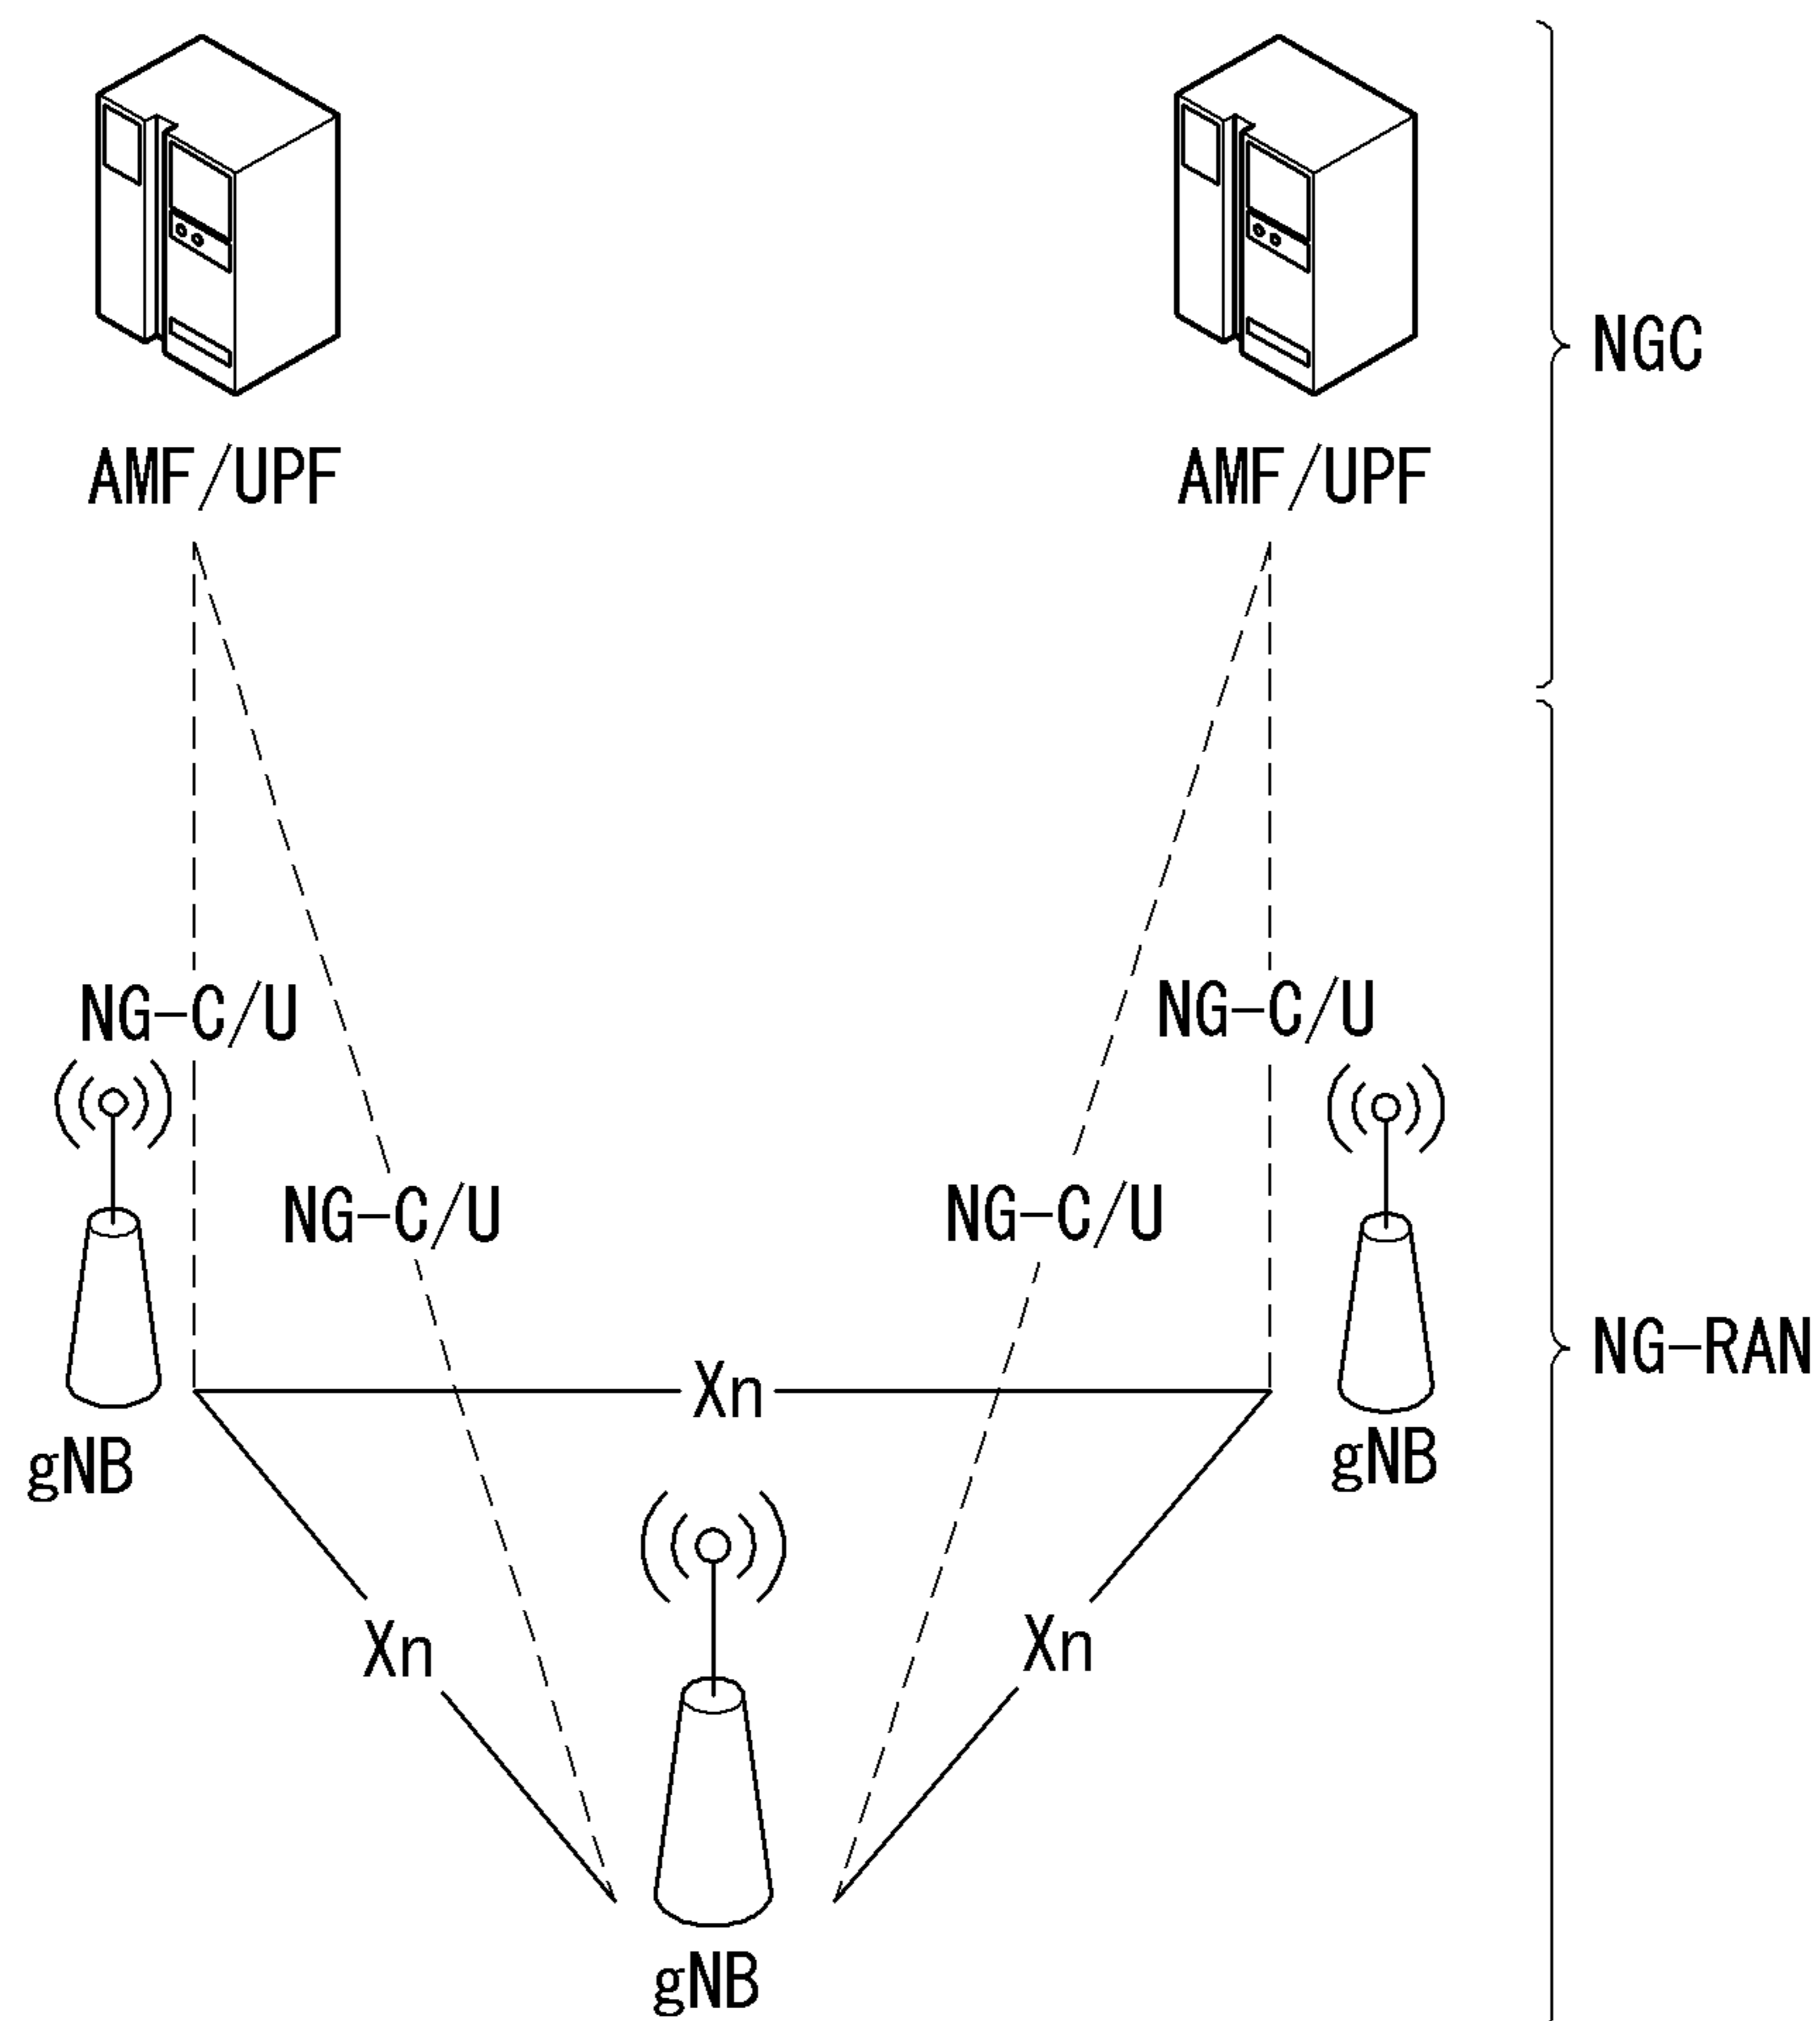 NGC
AMF/UPF
AMF/UPF
NG-C/U
NG-C/U
NG-C/U
NG-C/U
NG-RAN
Xn
gNB
gNB
Xn
Xn
gNB